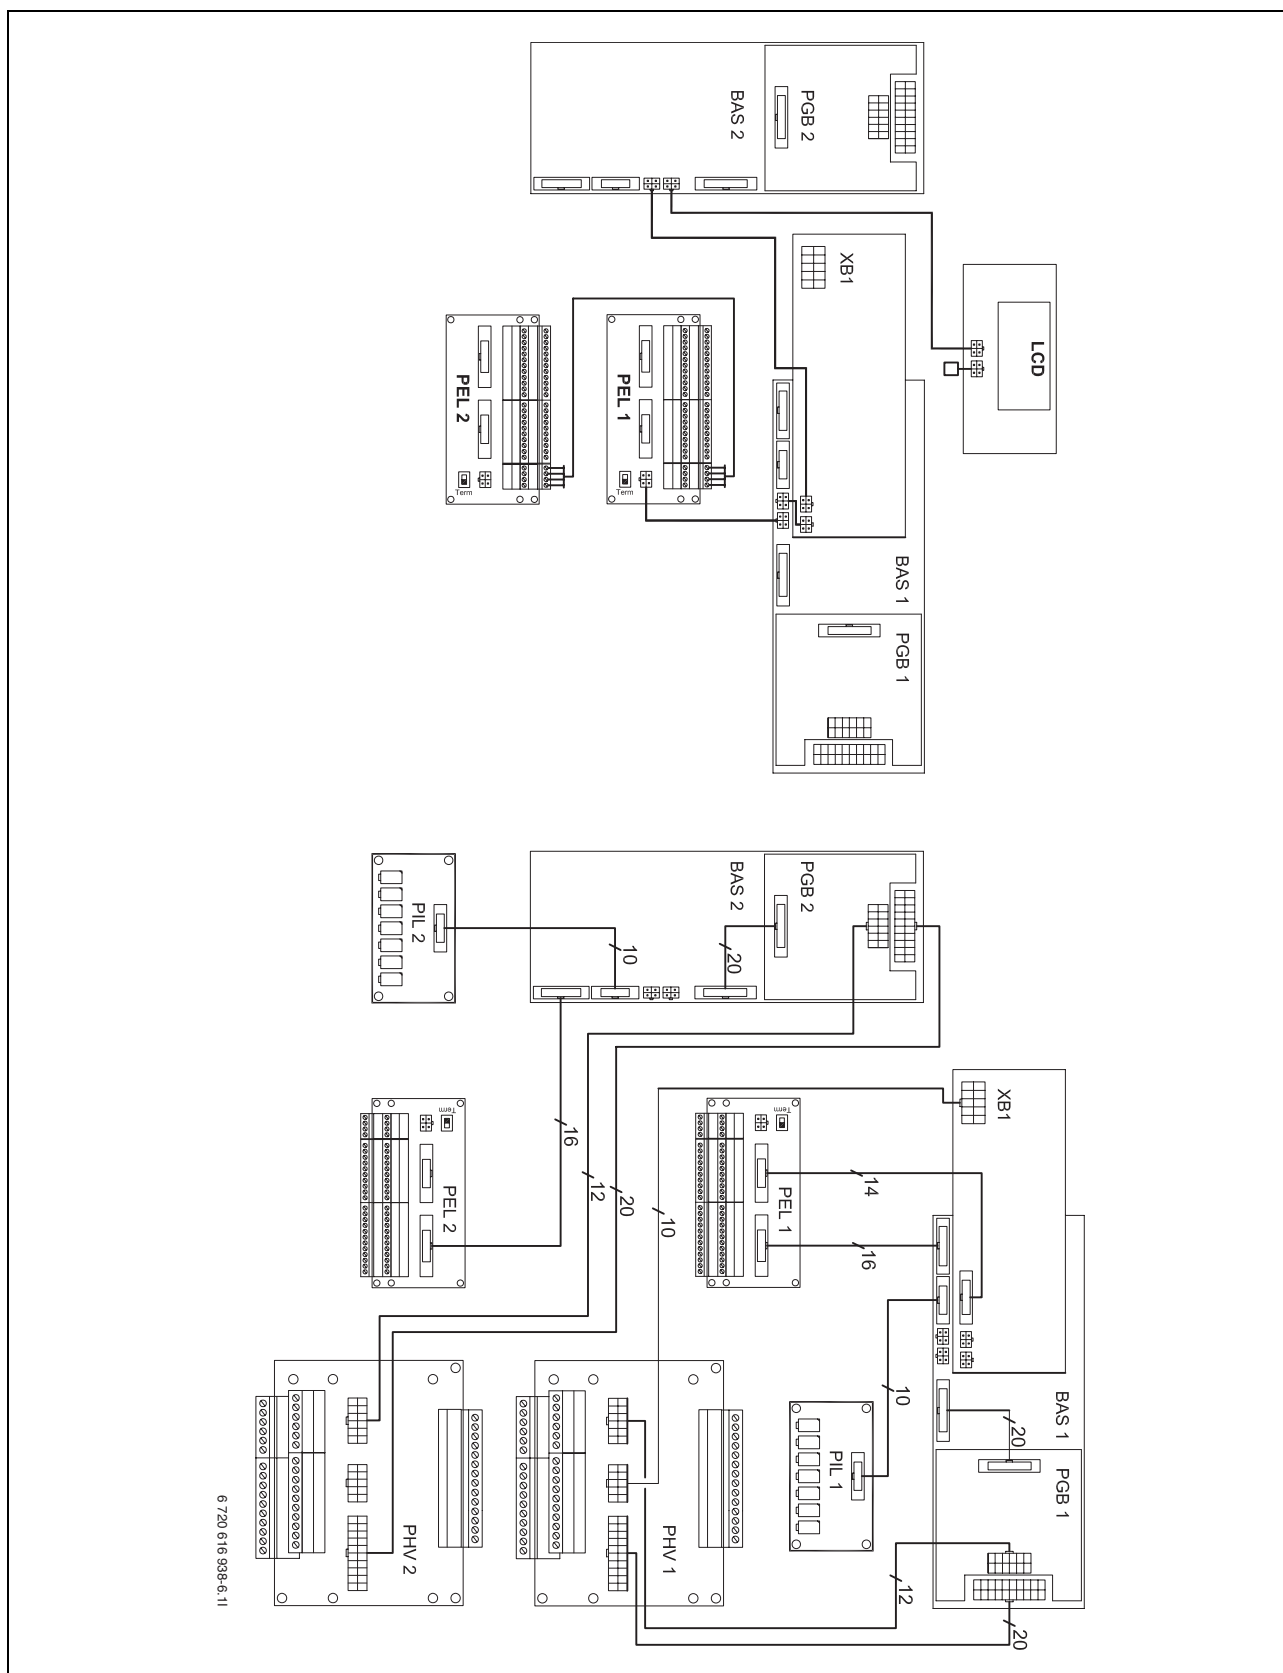 BAS 2
PGB 2
XB1
LCD
PEL 2
Term
PEL 1
Term
BAS 1
PGB 1
PIL 2
10
BAS 2
20
PGB 2
XB1
Term
PEL 2
16
12
20
10
Term
PEL 1
14
16
10
BAS 1
20
PGB 1
PIL 1
12
20
PHV 2
PHV 1
6 720 616 938-6.1I